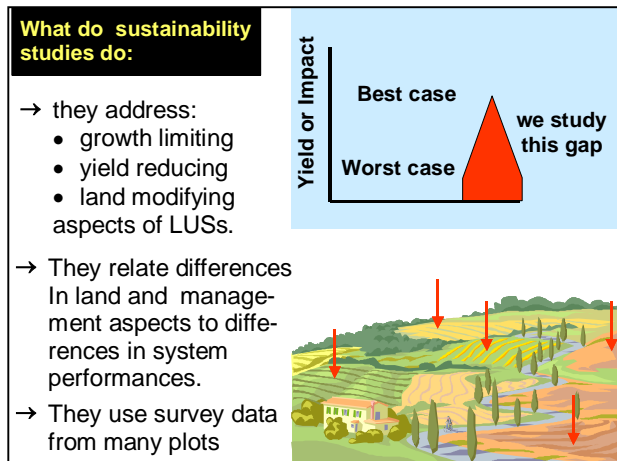 What do sustainability
studies do:
→ they address:
• growth limiting
• yield reducing
• land modifying
aspects of LUSs.
→ They relate differences
In land and manage-
ment aspects to diffe-
rences in system
performances.
→ They use survey data
from many plots
Yield or Impact
Best case
Worst case
we study
this gap